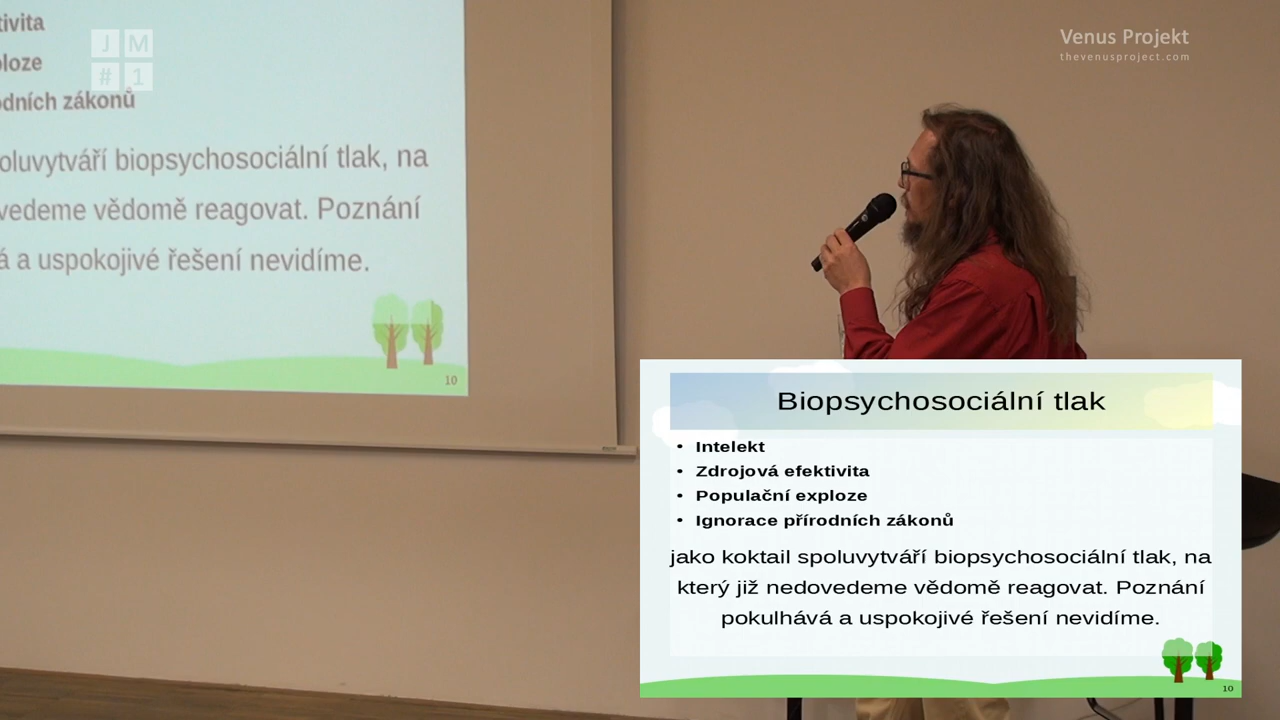 tivita
JM
#1
loze
odních zákonů
oluvytváří biopsychosociální tlak, na
vedeme vědomě reagovat. Poznání
á a uspokojivé řešení nevidíme.
10
Venus Projekt
thevenusproject.com
Biopsychosociální tlak
• Intelekt
• Zdrojová efektivita
• Populační exploze
• Ignorace přírodních zákonů
jako koktail spoluvytváří biopsychosociální tlak, na
který již nedovedeme vědomě reagovat. Poznání
pokulhává a uspokojivé řešení nevidíme.
10